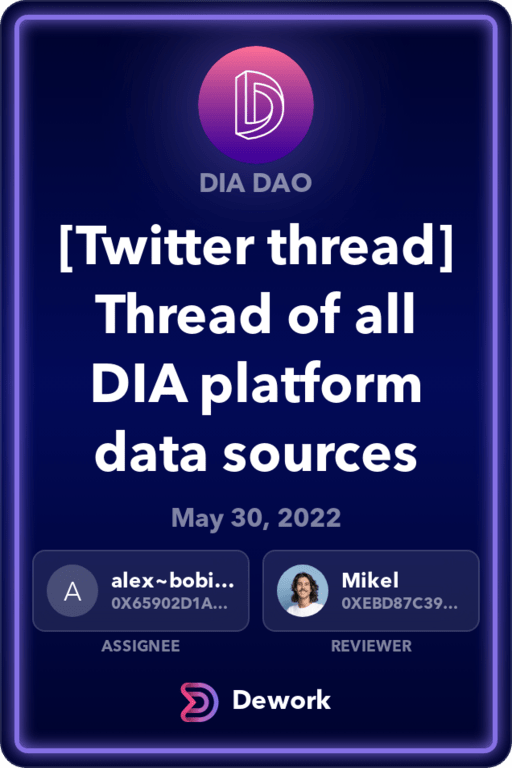 DIA DAO
[Twitter thread]
Thread of all
DIA platform
data sources
May 30, 2022
A
alex~bobi...
0X65902D1A...
Mikel
0XEBD87C39...
ASSIGNEE
REVIEWER
Dework